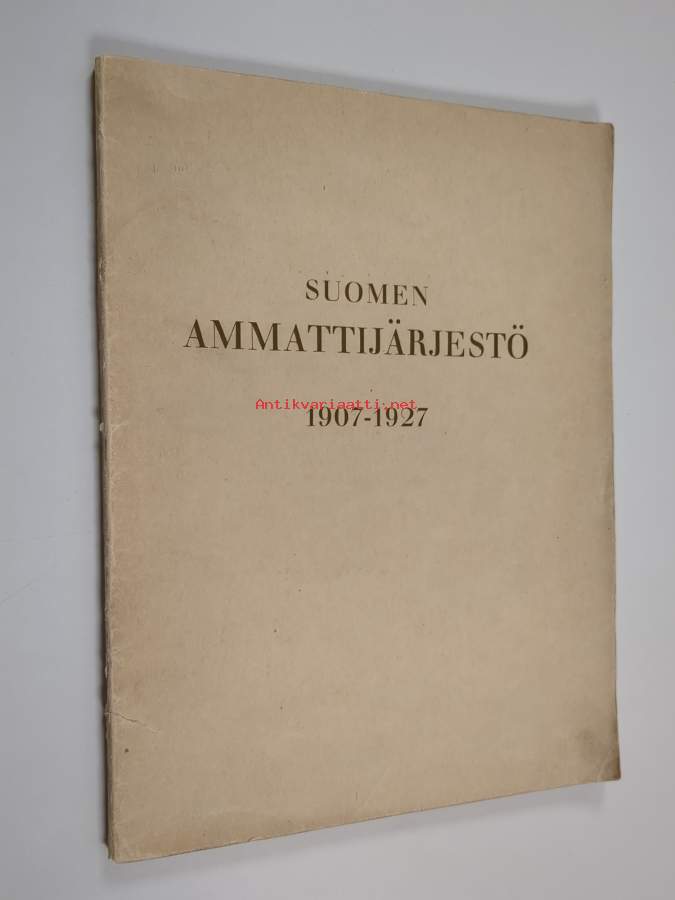 SUOMEN
AMMATTIJÄRJESTÖ
Antikvariaatti.net
1907-1927